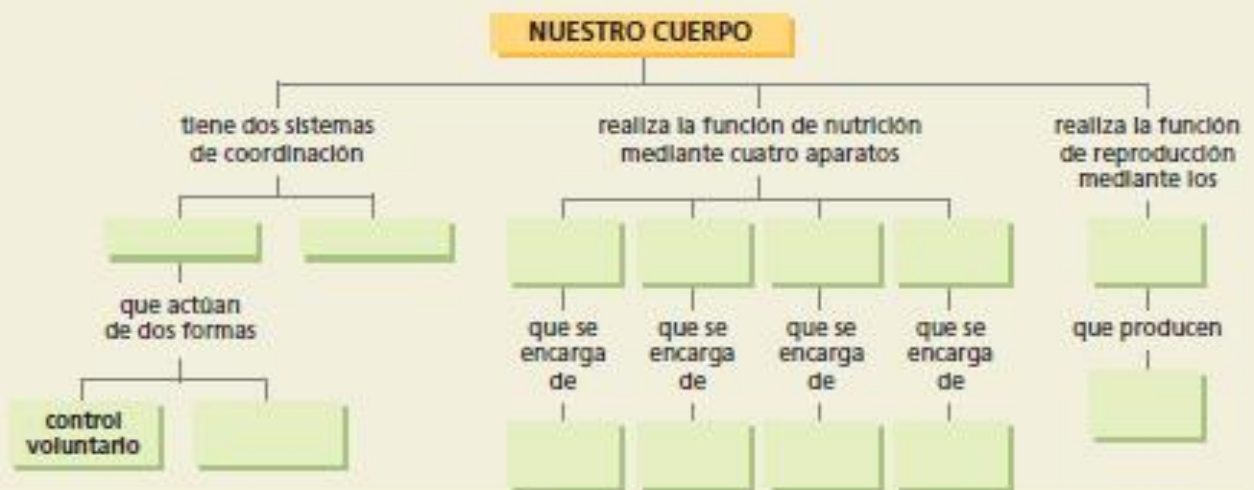 NUESTRO CUERPO
tiene dos sistemas
de coordinación
realiza la función de nutrición
mediante cuatro aparatos
realiza la función
de reproducción
mediante los
que actúan
de dos formas
que se
encarga
de
que se
encarga
de
que se
encarga
de
que se
encarga
de
que producen
control
voluntario